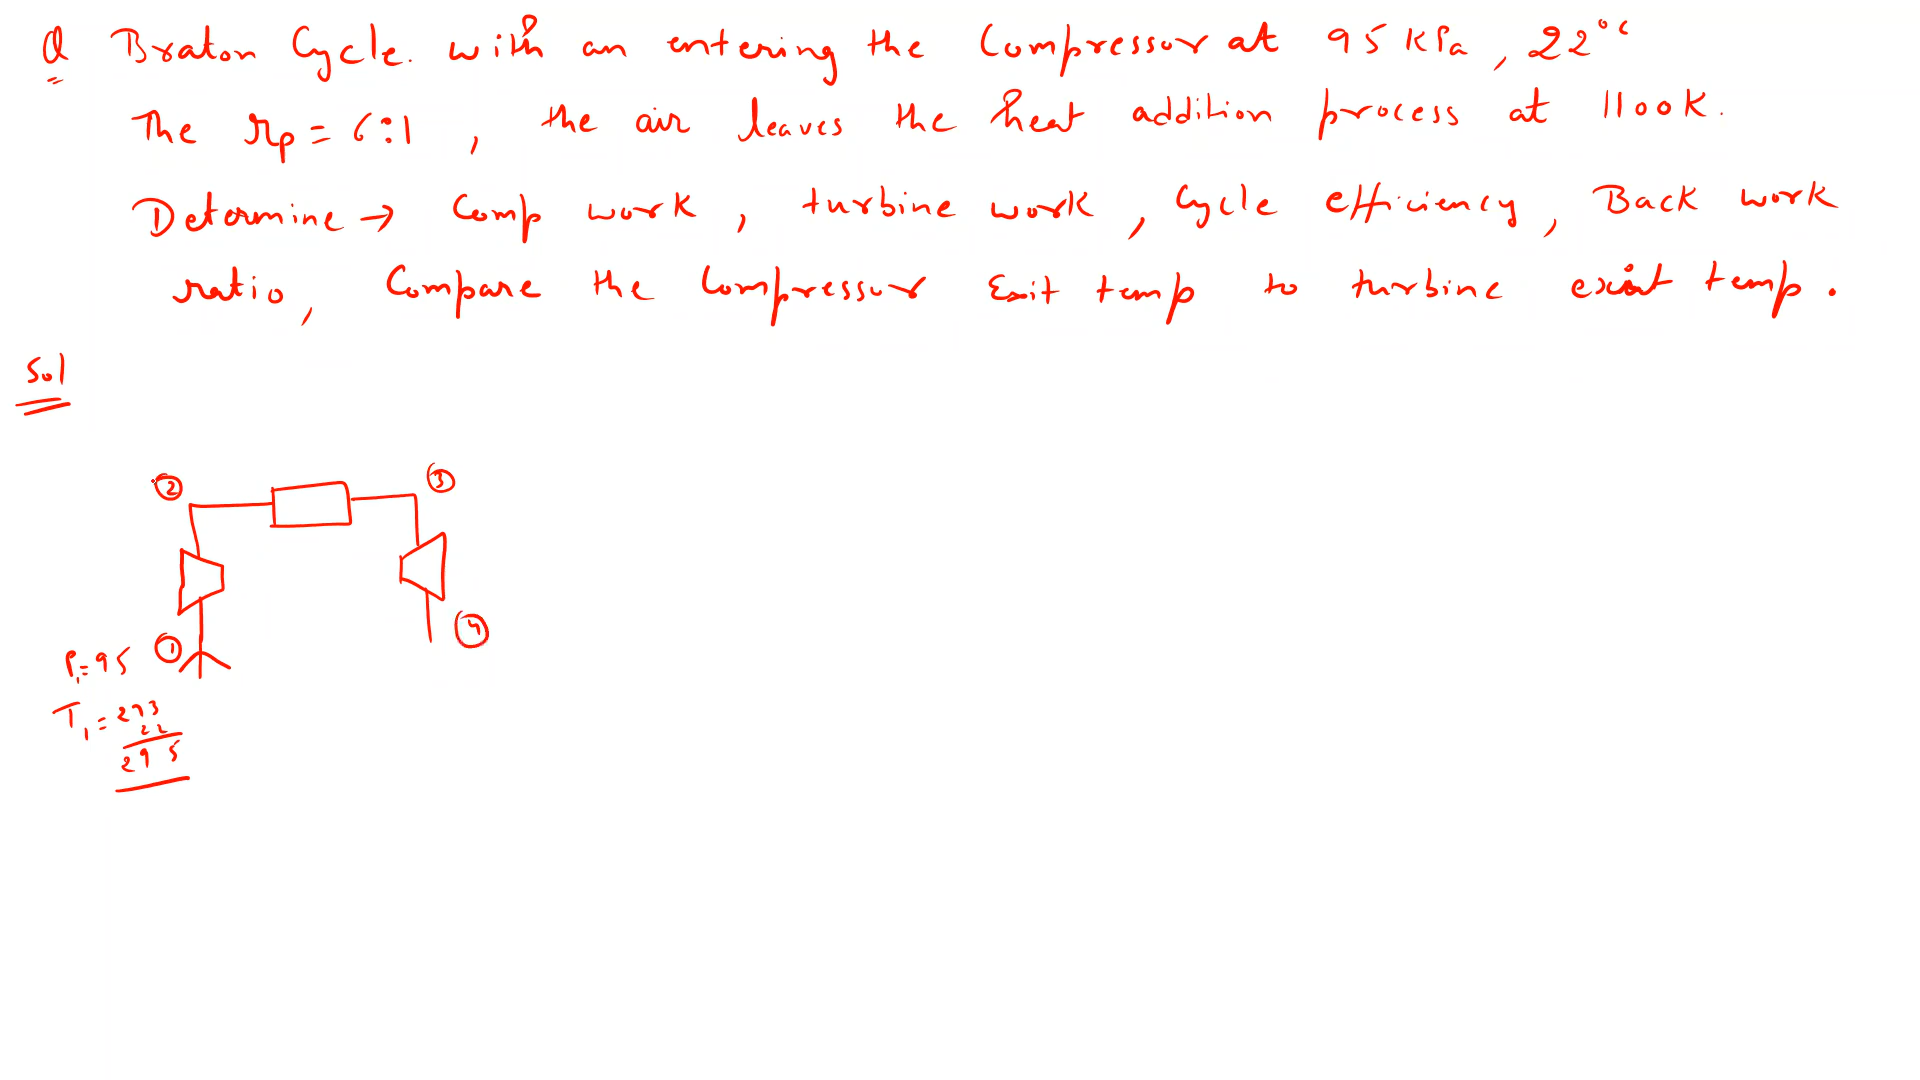 Q Braton Cycle. with an entering the Compressor at 95 KPa, 22°C
The rp = 6:1, the air leaves the heat addition process at 1100K.
Determine → Comp work, turbine work, Cycle efficiency, Back work
ratio, Compare the Compressor Exit temp to turbine exit temp.
Sol
② ③
① ④
P₁=95
T₁=273
22
295